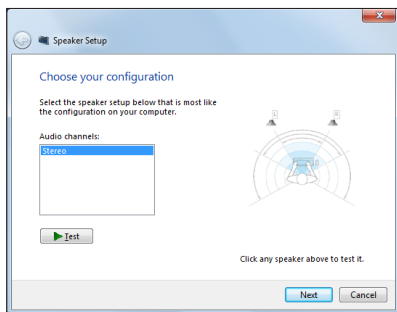 Speaker Setup
Choose your configuration
Select the speaker setup below that is most like
the configuration on your computer.
L R
Audio channels:
Stereo
Test
Click any speaker above to test it.
Next Cancel